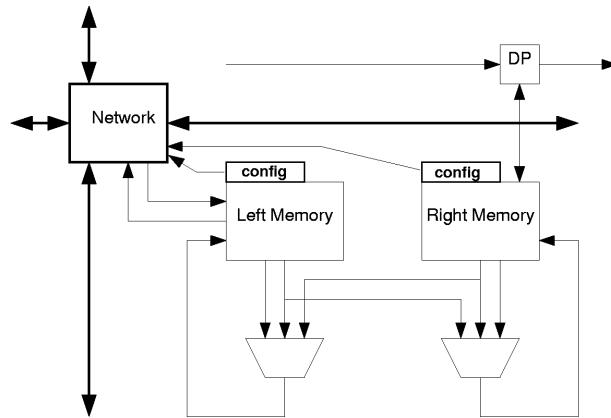 DP
Network
config
config
Left Memory
Right Memory